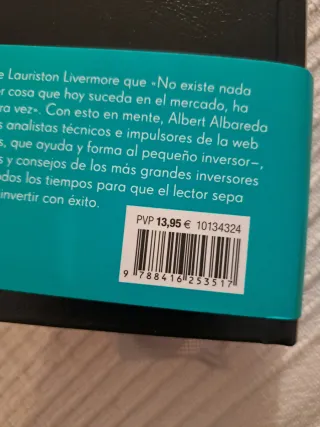 e Lauriston Livermore que «No existe nada
er cosa que hoy suceda en el mercado, ha
ra vez». Con esto en mente, Albert Albareda
s analistas técnicos e impulsores de la web
s, que ayuda y forma al pequeño inversor–,
s y consejos de los más grandes inversores
odos los tiempos para que el lector sepa
invertir con éxito.
PVP 13,95 € 10134324
9 788416 253517